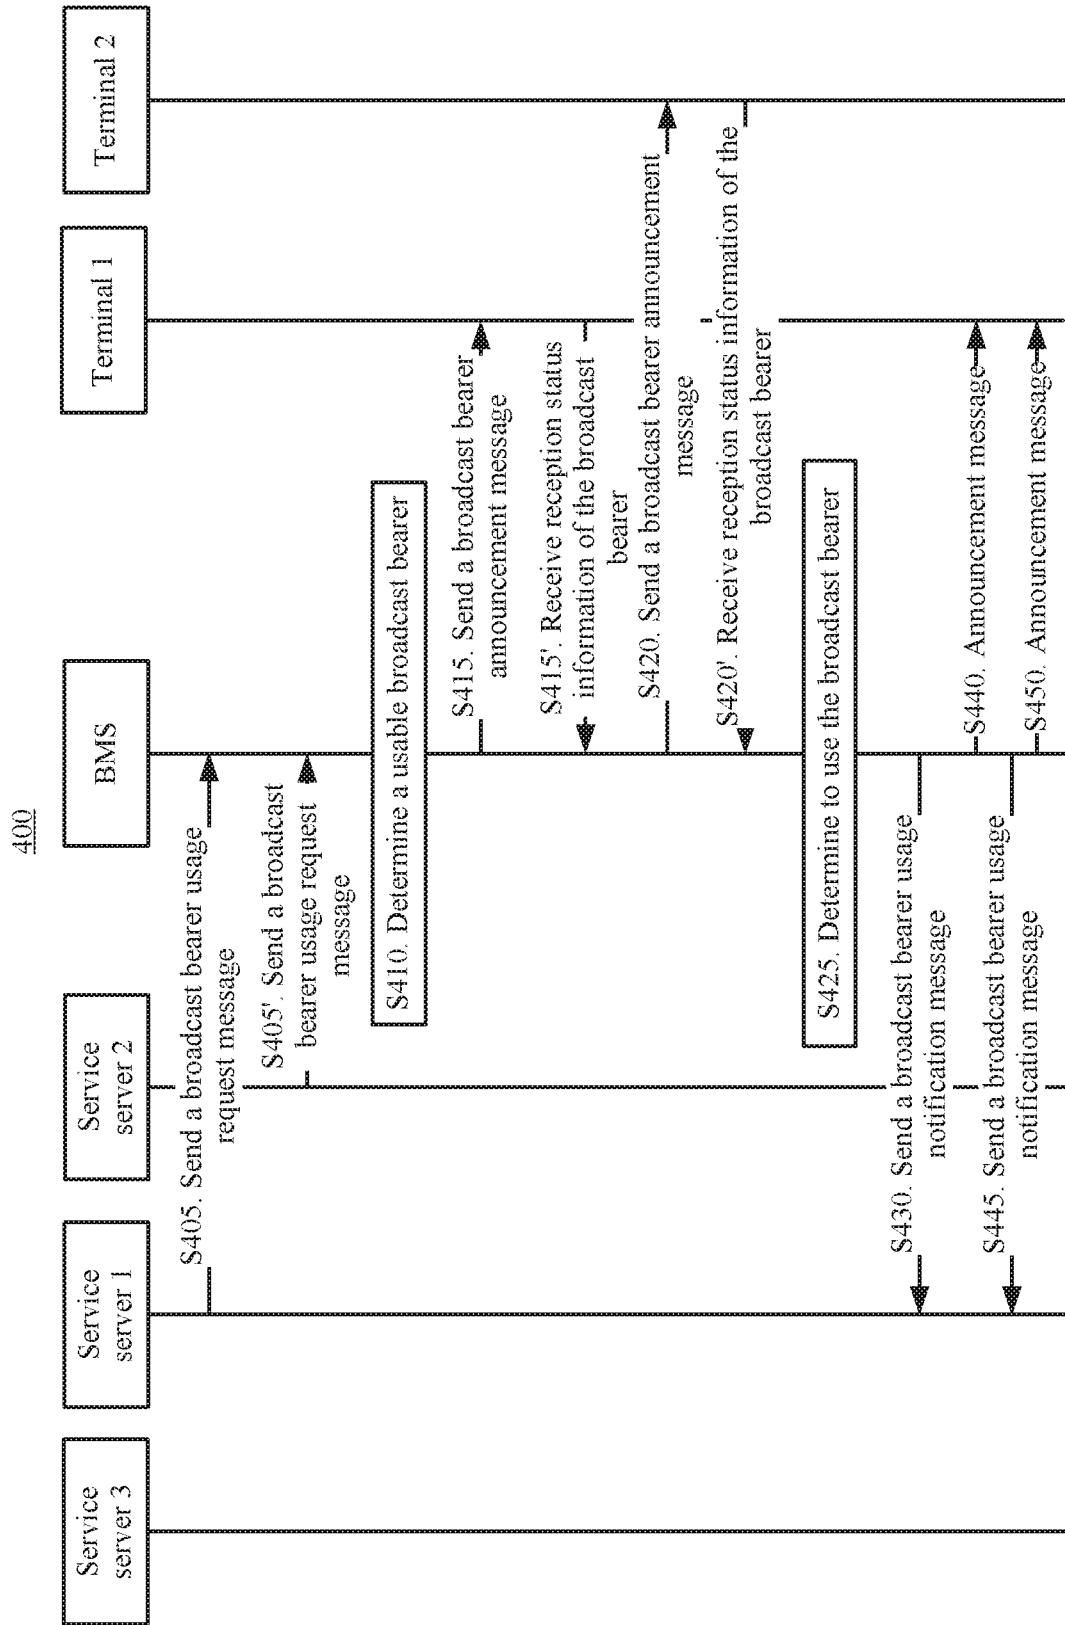 400
Service
server 3
Service
server 1
Service
server 2
BMS
Terminal 1
Terminal 2
S405. Send a broadcast bearer usage
request message
S405'. Send a broadcast
bearer usage request
message
S410. Determine a usable broadcast bearer
S415. Send a broadcast bearer
announcement message
S415'. Receive reception status
information of the broadcast
bearer
S420. Send a broadcast bearer announcement
message
S420'. Receive reception status information of the
broadcast bearer
S425. Determine to use the broadcast bearer
S430. Send a broadcast bearer usage
notification message
S440. Announcement message
S445. Send a broadcast bearer usage
notification message
S450. Announcement message